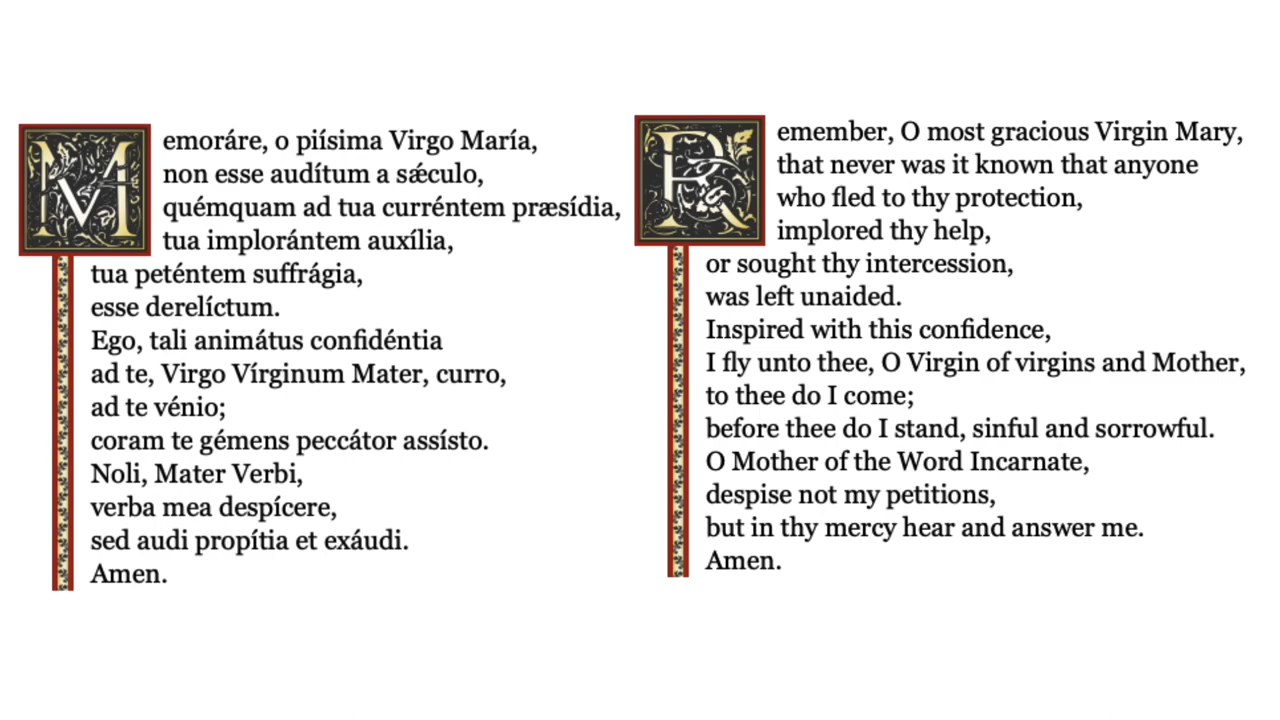 Memoráre, o piísima Virgo María,
non esse audítum a sǽculo,
quémquam ad tua curréntem præsídia,
tua implorántem auxília,
tua peténtem suffrágia,
esse derelíctum.
Ego, tali animátus confidéntia
ad te, Virgo Vírginum Mater, curro,
ad te vénio;
coram te gémens peccátor assísto.
Noli, Mater Verbi,
verba mea despícere,
sed audi propítia et exáudi.
Amen.
Remember, O most gracious Virgin Mary,
that never was it known that anyone
who fled to thy protection,
implored thy help,
or sought thy intercession,
was left unaided.
Inspired with this confidence,
I fly unto thee, O Virgin of virgins and Mother,
to thee do I come;
before thee do I stand, sinful and sorrowful.
O Mother of the Word Incarnate,
despise not my petitions,
but in thy mercy hear and answer me.
Amen.